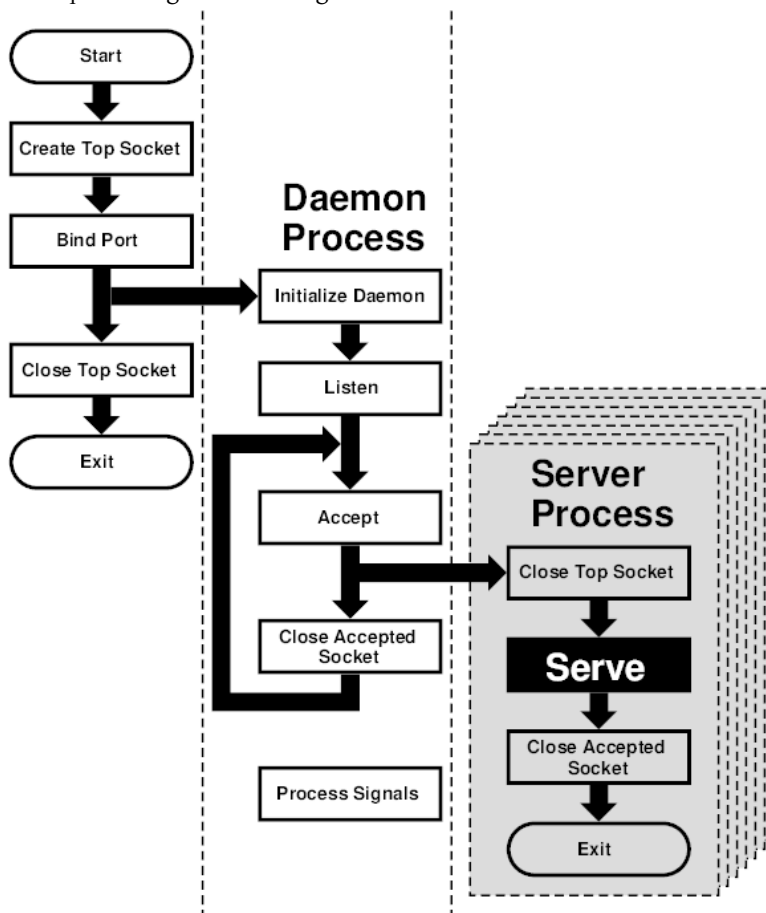 Start
Create Top Socket
Bind Port
Close Top Socket
Exit
Daemon
Process
Initialize Daemon
Listen
Accept
Close Accepted
Socket
Process Signals
Server
Process
Close Top Socket
Serve
Close Accepted
Socket
Exit